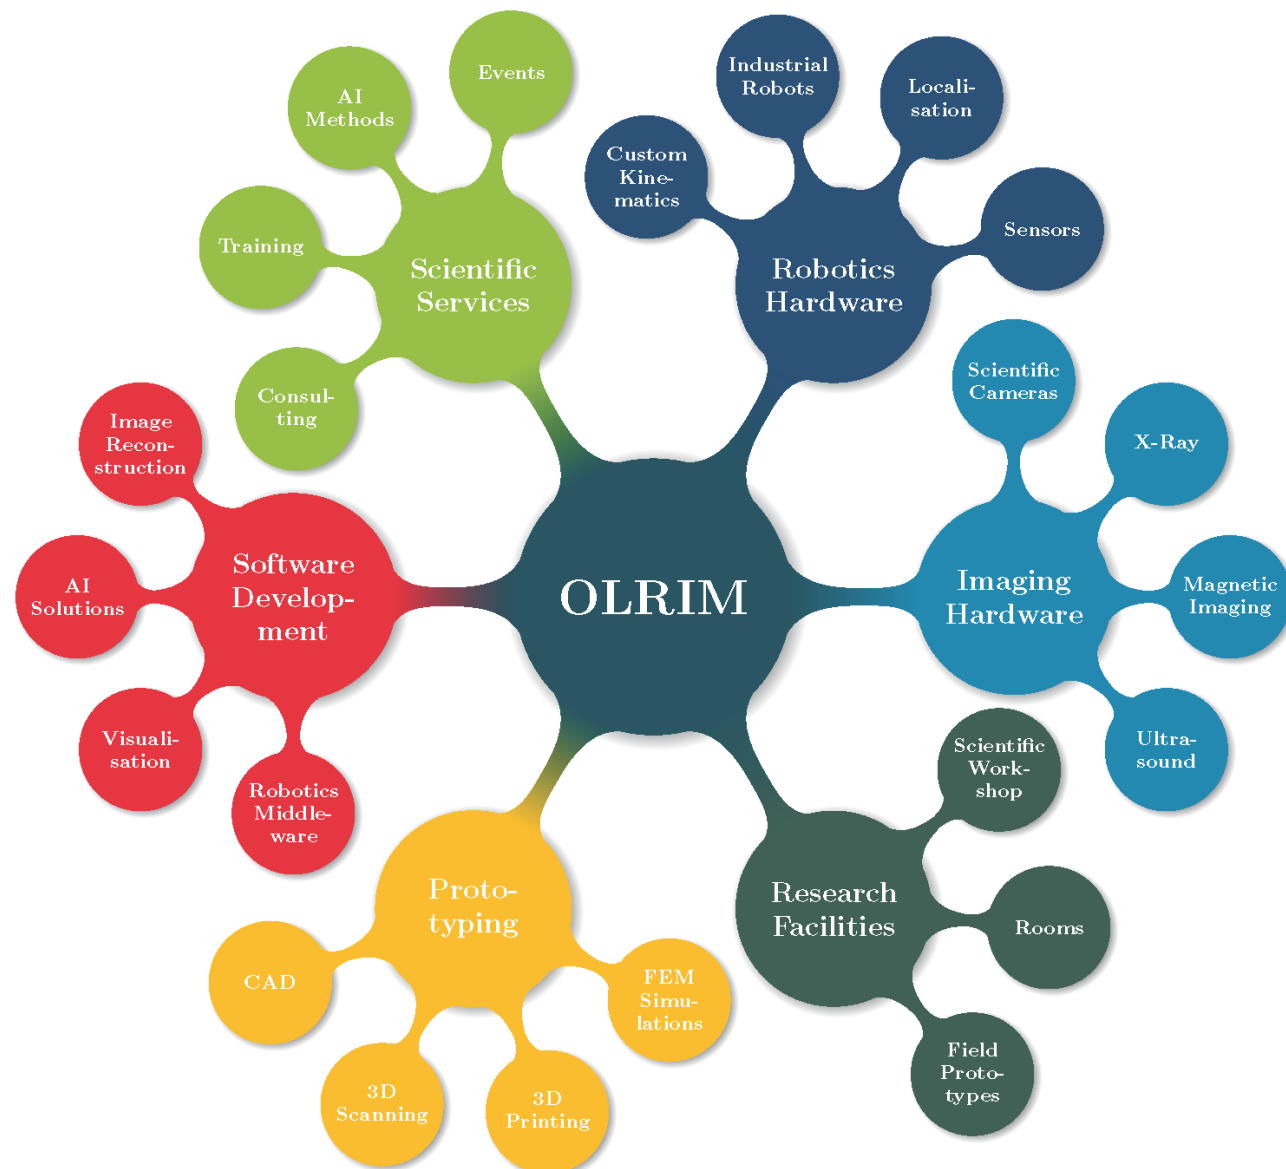 OLRIM
Scientific
Services
Events
AI
Methods
Training
Consul-
ting
Robotics
Hardware
Custom
Kine-
matics
Industrial
Robots
Locali-
sation
Sensors
Imaging
Hardware
Scientific
Cameras
X-Ray
Magnetic
Imaging
Ultra-
sound
Research
Facilities
Scientific
Work-
shop
Rooms
Field
Proto-
types
Proto-
typing
FEM
Simu-
lations
3D
Printing
3D
Scanning
CAD
Software
Develop-
ment
Robotics
Middle-
ware
Visuali-
sation
AI
Solutions
Image
Recon-
struction